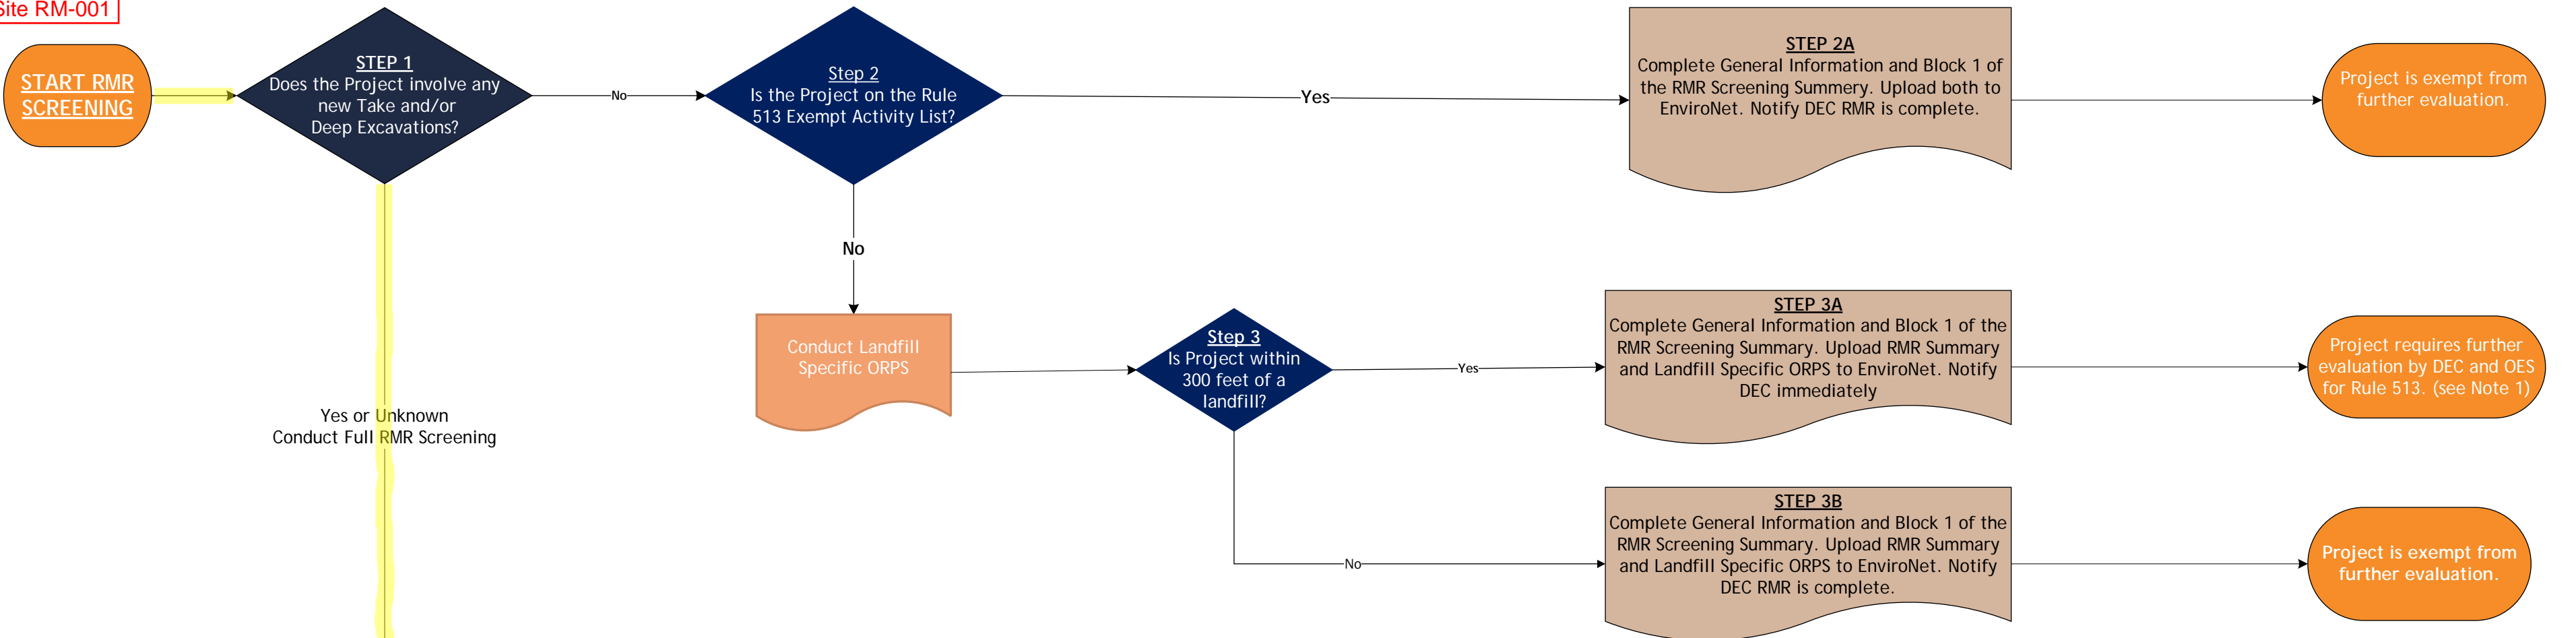 Site RM-001
START RMR
SCREENING
STEP 1
Does the Project involve any
new Take and/or
Deep Excavations?
No
Step 2
Is the Project on the Rule
513 Exempt Activity List?
Yes
STEP 2A
Complete General Information and Block 1 of
the RMR Screening Summery. Upload both to
EnviroNet. Notify DEC RMR is complete.
Project is exempt from
further evaluation.
No
Conduct Landfill
Specific ORPS
Step 3
Is Project within
300 feet of a
landfill?
Yes
STEP 3A
Complete General Information and Block 1 of the
RMR Screening Summary. Upload RMR Summary
and Landfill Specific ORPS to EnviroNet. Notify
DEC immediately
Project requires further
evaluation by DEC and OES
for Rule 513. (see Note 1)
Yes or Unknown
Conduct Full RMR Screening
No
STEP 3B
Complete General Information and Block 1 of the
RMR Screening Summary. Upload RMR Summary
and Landfill Specific ORPS to EnviroNet. Notify
DEC RMR is complete.
Project is exempt from
further evaluation.